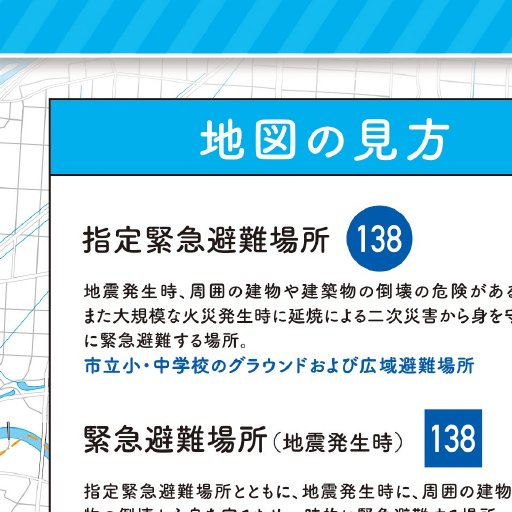 地図の見方
指定緊急避難場所 138
地震発生時、周囲の建物や建築物の倒壊の危険がある
また大規模な火災発生時に延焼による二次災害から身を守
に緊急避難する場所。
市立小・中学校のグラウンドおよび広域避難場所
緊急避難場所（地震発生時） 138
指定緊急避難場所とともに、地震発生時に、周囲の建物